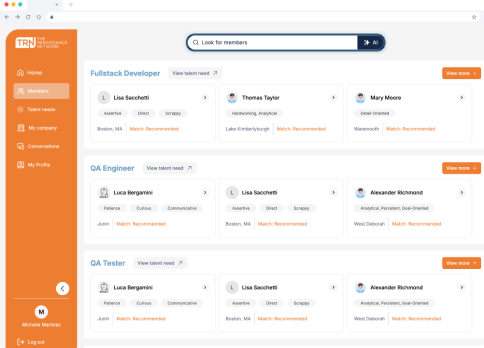 TRN THE
RENAISSANCE
NETWORK
Look for members
AI
Home
Members
Talent needs
My company
Conversations
My Profile
Michelle Martinez
M
Log out
Fullstack Developer
View talent need
View more
L
Lisa Sacchetti
Assertive Direct Scrappy
Boston, MA Match: Recommended
Thomas Taylor
Hardworking, Analytical
Lake Kimberlyburgh Match: Recommended
Mary Moore
Detail-Oriented
Waremouth Match: Recommended
QA Engineer
View talent need
View more
Luca Bergamini
Patience Curious Communicative
Junin Match: Recommended
L
Lisa Sacchetti
Assertive Direct Scrappy
Boston, MA Match: Recommended
Alexander Richmond
Analytical, Persistent, Goal-Oriented
West Deborah Match: Recommended
QA Tester
View talent need
View more
Luca Bergamini
Patience Curious Communicative
Junin Match: Recommended
L
Lisa Sacchetti
Assertive Direct Scrappy
Boston, MA Match: Recommended
Alexander Richmond
Analytical, Persistent, Goal-Oriented
West Deborah Match: Recommended